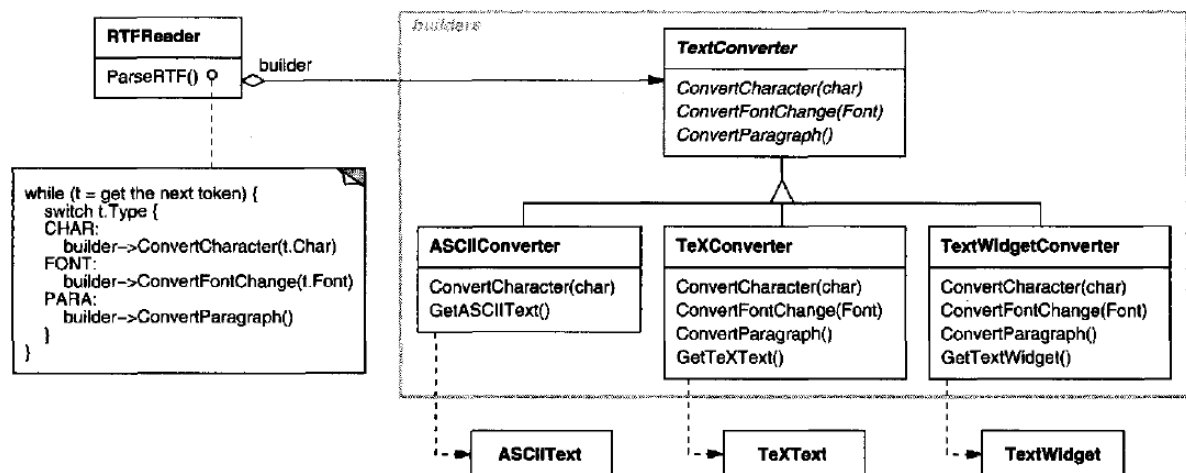 RTFReader
ParseRTF()
builder
builders
TextConverter
ConvertCharacter(char)
ConvertFontChange(Font)
ConvertParagraph()
while (t = get the next token) {
switch t.Type {
CHAR:
builder->ConvertCharacter(t.Char)
FONT:
builder->ConvertFontChange(t.Font)
PARA:
builder->ConvertParagraph()
}
}
ASCIIConverter
ConvertCharacter(char)
GetASCIIText()
TeXConverter
ConvertCharacter(char)
ConvertFontChange(Font)
ConvertParagraph()
GetTeXText()
TextWidgetConverter
ConvertCharacter(char)
ConvertFontChange(Font)
ConvertParagraph()
GetTextWidget()
ASCIIText
TeXText
TextWidget